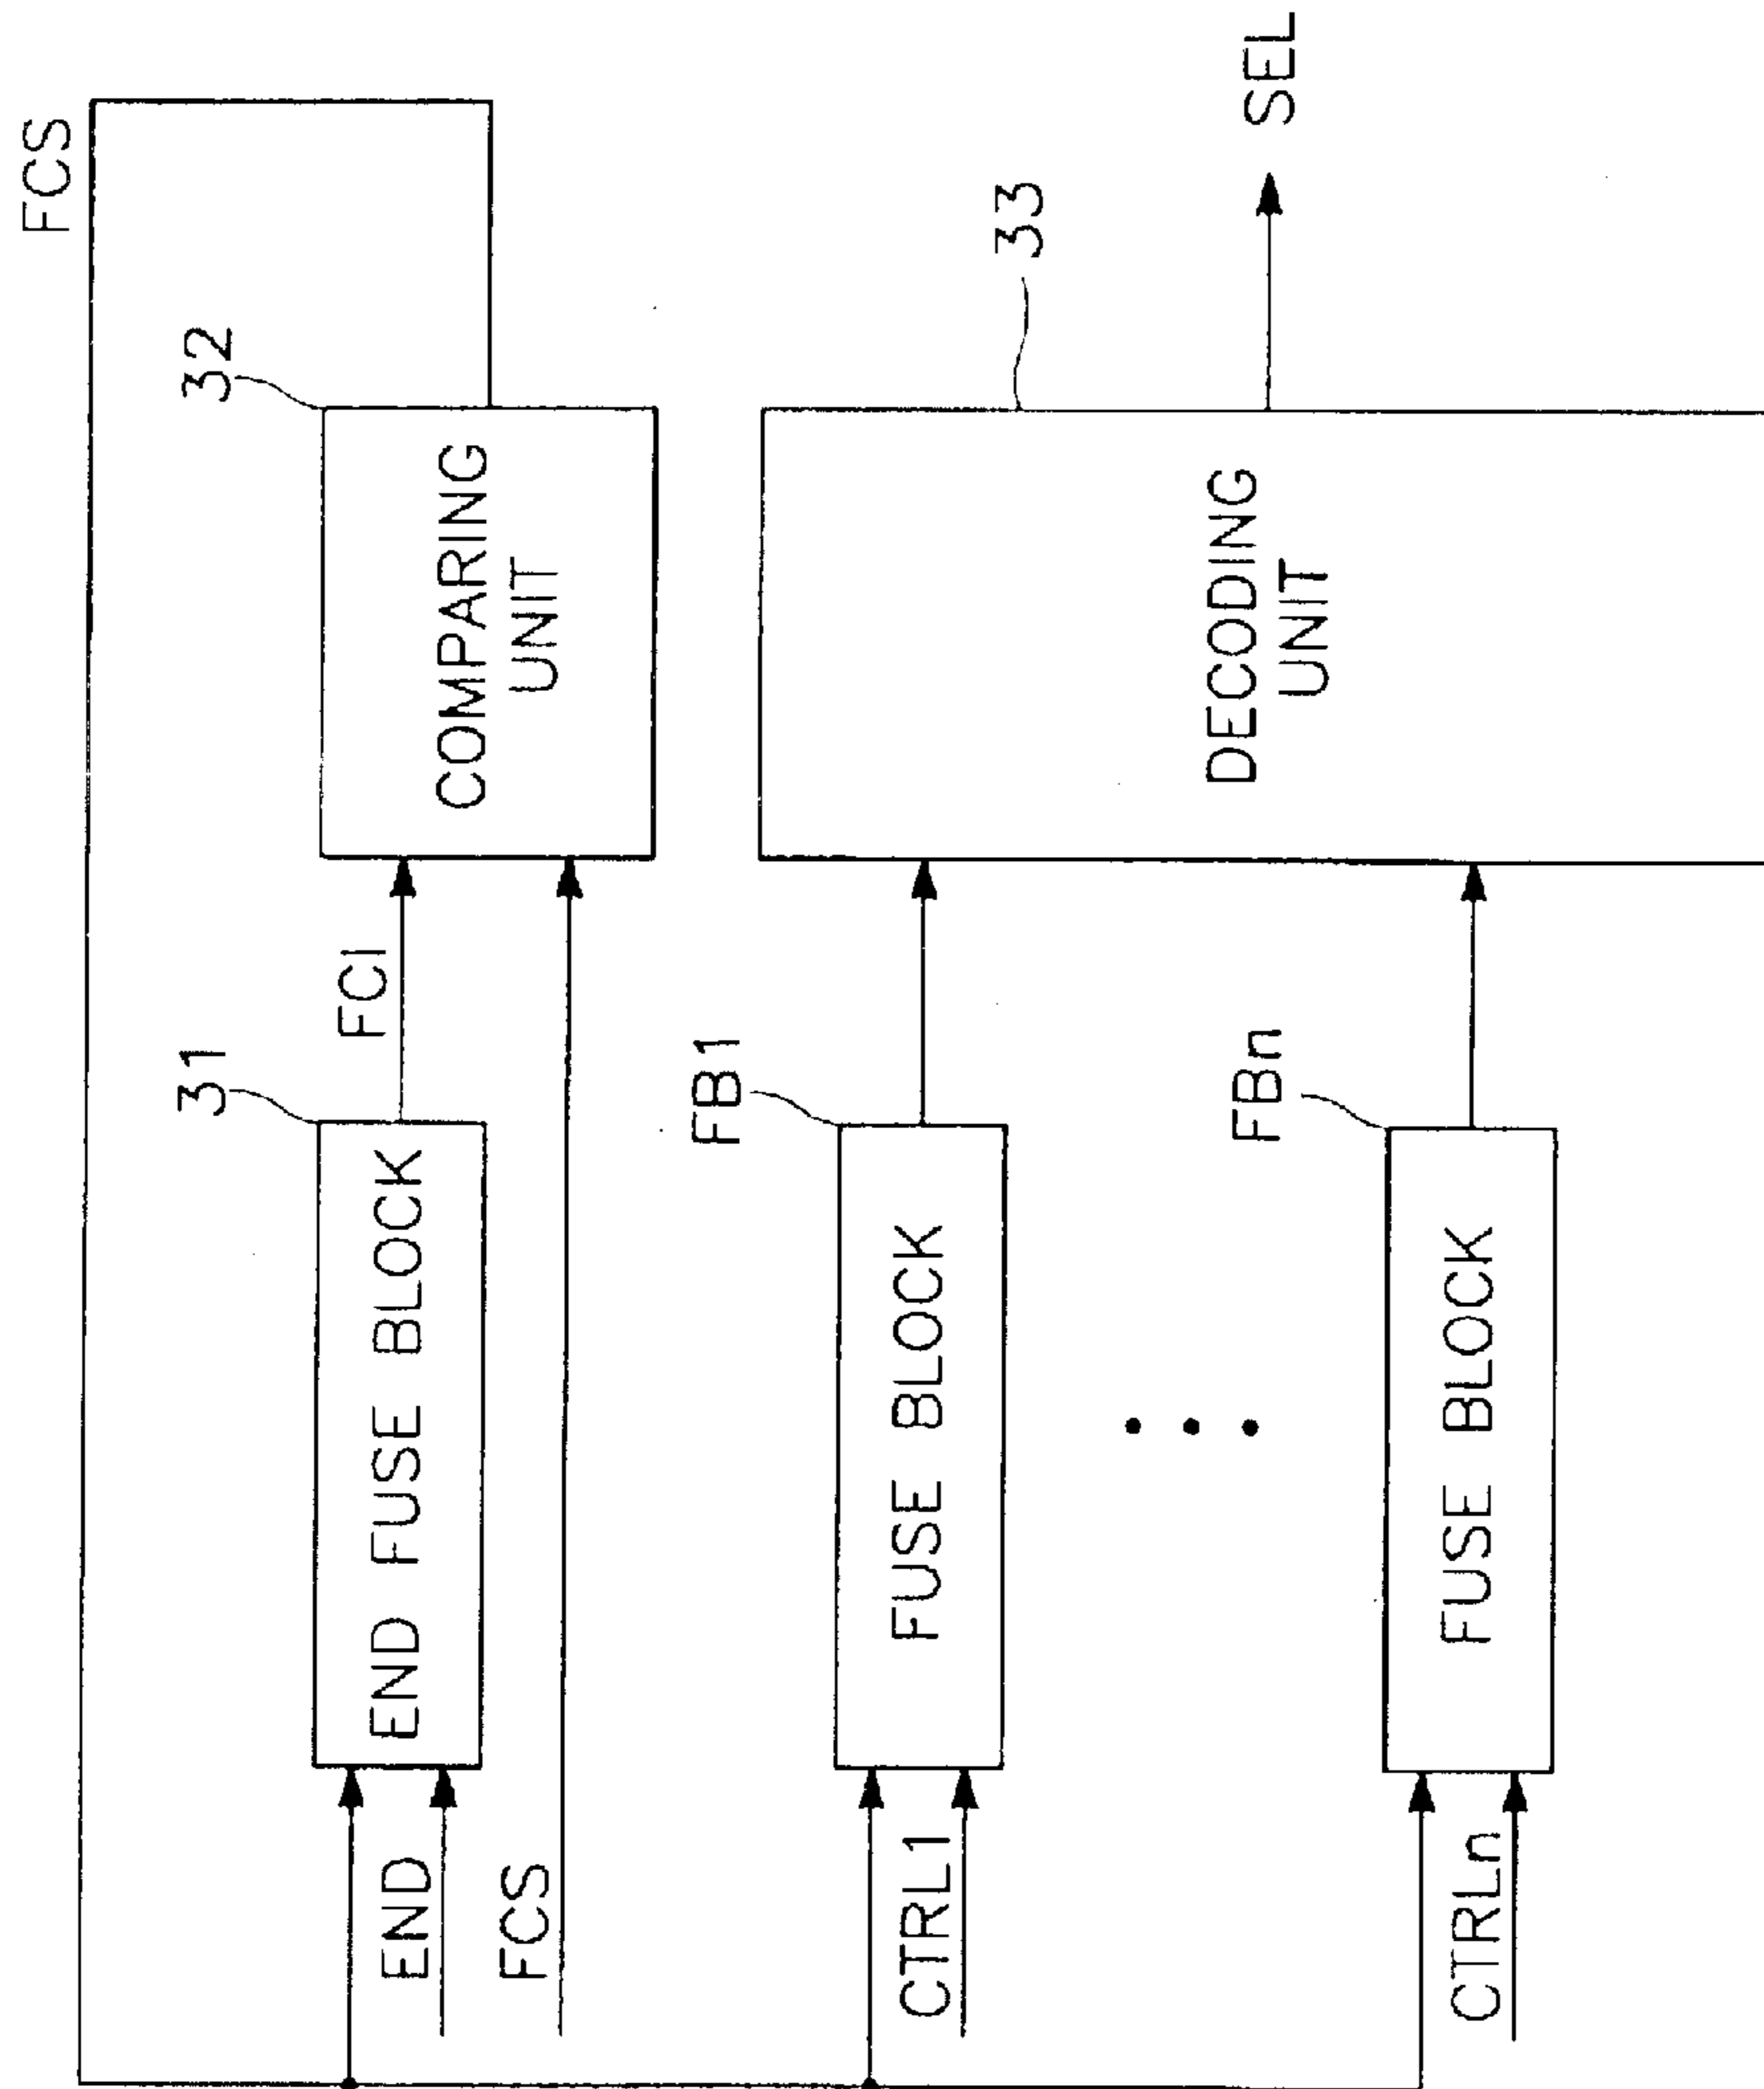 FCS
32
COMPARING
UNIT
FCI
31
END FUSE BLOCK
END
FCS
33
SEL
DECODING
UNIT
FB1
FUSE BLOCK
CTRL1
FBn
FUSE BLOCK
CTRLn